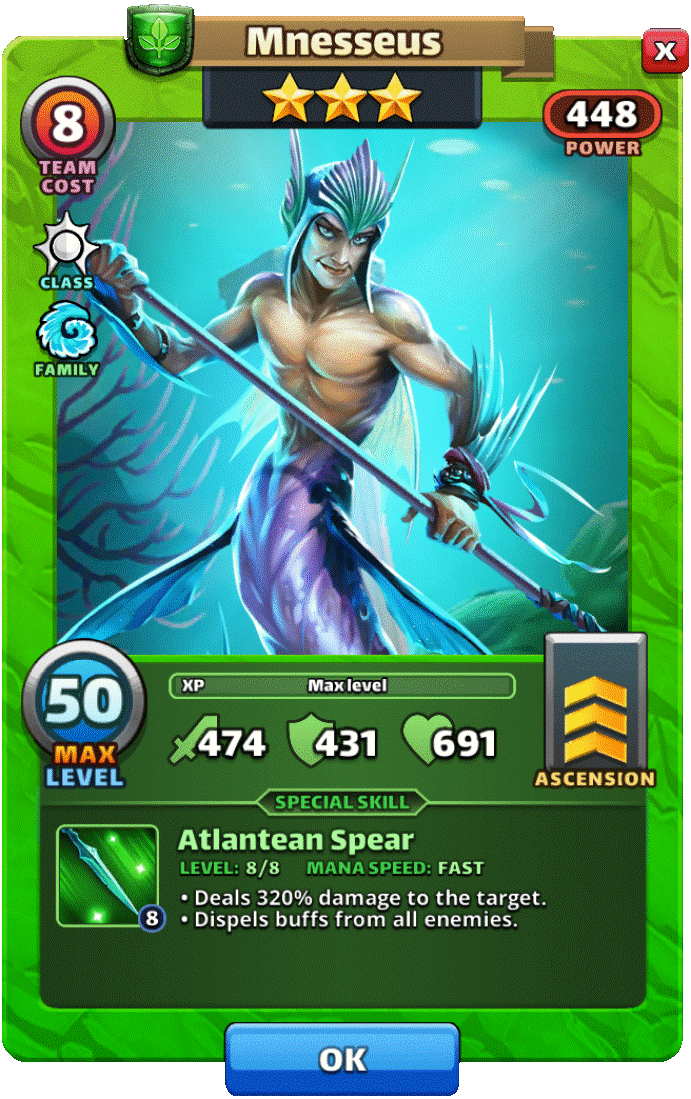 Mnesseus
X
8
TEAM
COST
448
POWER
CLASS
FAMILY
50
MAX
LEVEL
XP Max level
474 431 691
ASCENSION
SPECIAL SKILL
Atlantean Spear
LEVEL: 8/8 MANA SPEED: FAST
8
• Deals 320% damage to the target.
• Dispels buffs from all enemies.
OK